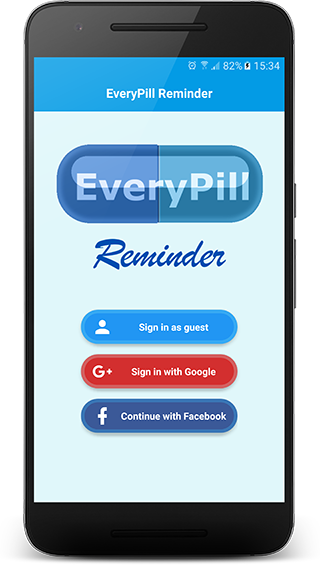 82% 15:34
EveryPill Reminder
EveryPill
Reminder
Sign in as guest
G+ Sign in with Google
f Continue with Facebook